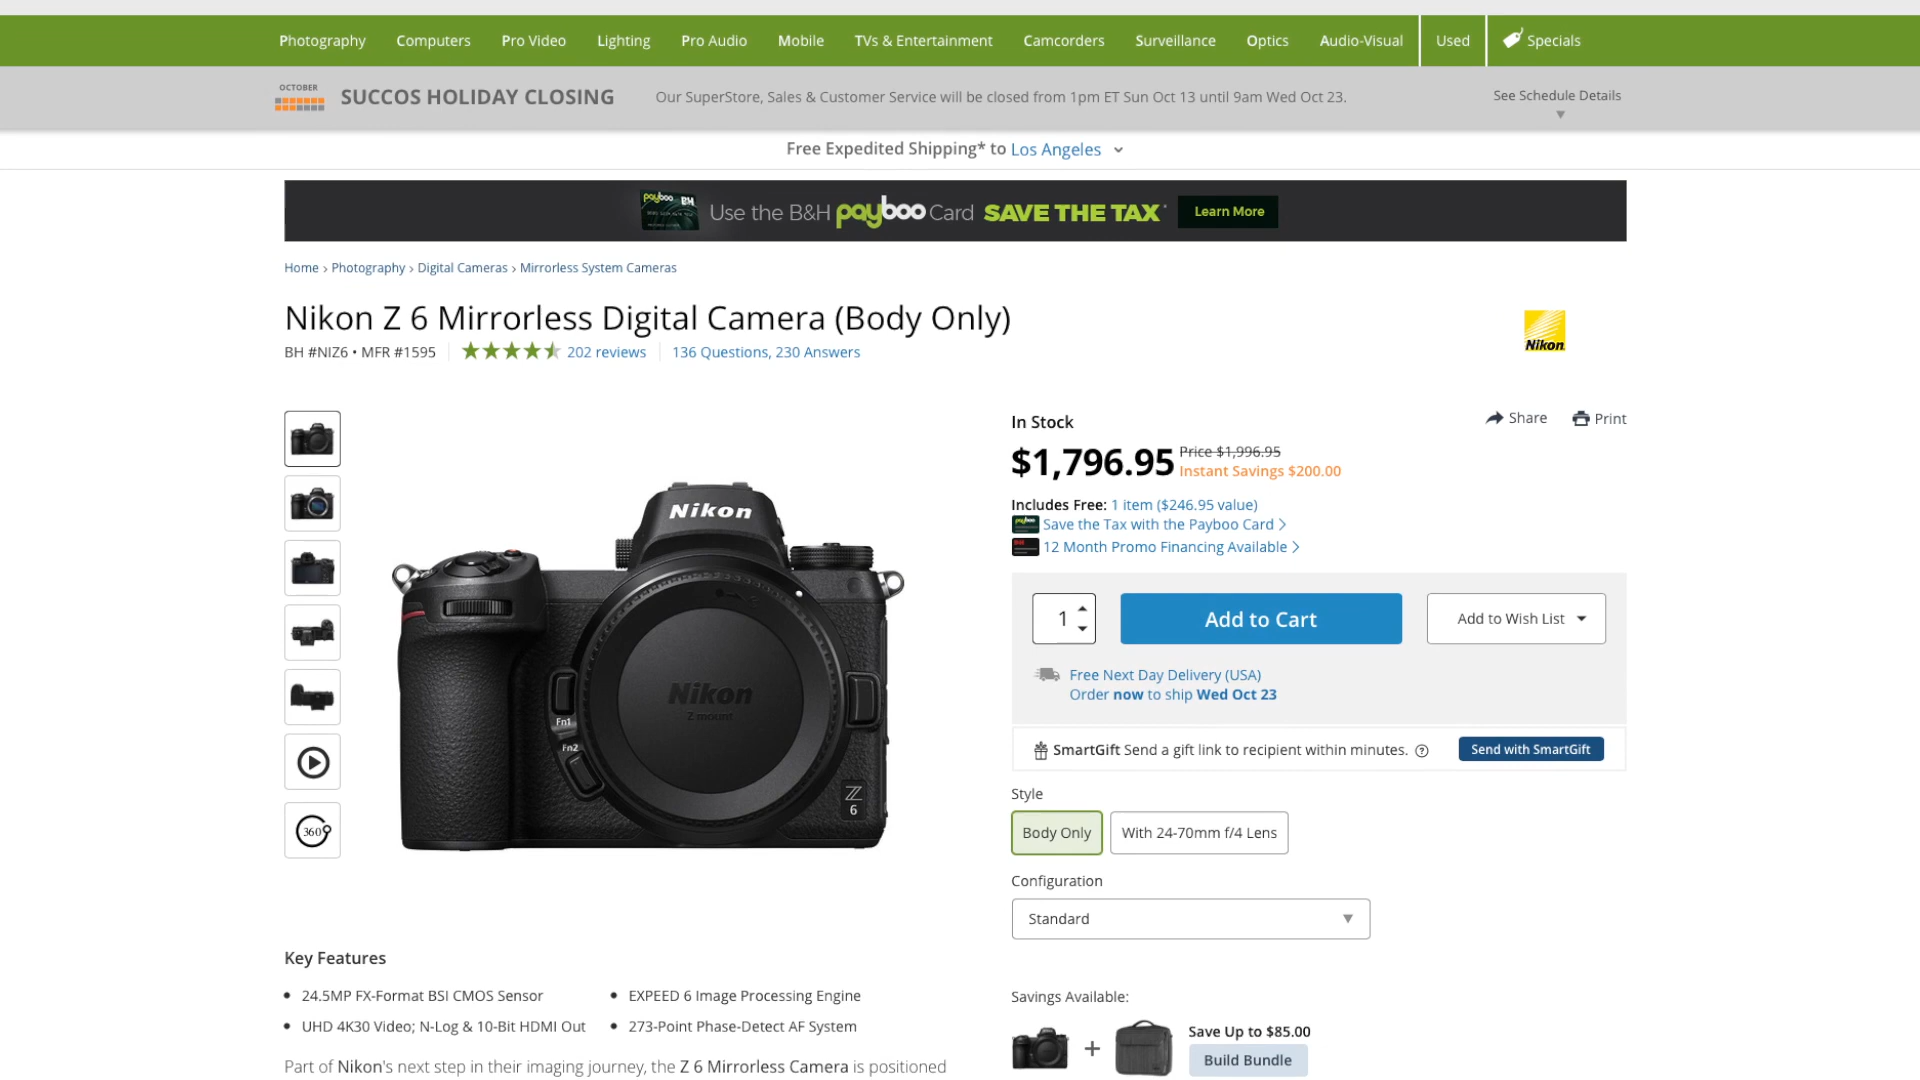 Photography Computers Pro Video Lighting Pro Audio Mobile TVs & Entertainment Camcorders Surveillance Optics Audio-Visual Used Specials
OCTOBER
SUCCOS HOLIDAY CLOSING
Our SuperStore, Sales & Customer Service will be closed from 1pm ET Sun Oct 13 until 9am Wed Oct 23.
See Schedule Details
Free Expedited Shipping* to Los Angeles
payboo BH
Use the B&H payboo Card SAVE THE TAX* Learn More
Home › Photography › Digital Cameras › Mirrorless System Cameras
Nikon Z 6 Mirrorless Digital Camera (Body Only)
BH #NIZ6 • MFR #1595
202 reviews
136 Questions, 230 Answers
Nikon
In Stock
Share
Print
$1,796.95
Price $1,996.95
Instant Savings $200.00
Includes Free: 1 item ($246.95 value)
Save the Tax with the Payboo Card
12 Month Promo Financing Available
1
Add to Cart
Add to Wish List
Free Next Day Delivery (USA)
Order now to ship Wed Oct 23
SmartGift Send a gift link to recipient within minutes. ?
Send with SmartGift
Style
Body Only
With 24-70mm f/4 Lens
Configuration
Standard
Savings Available:
+
Save Up to $85.00
Build Bundle
Nikon
Nikon
Z mount
Fn1
Fn2
Z
6
360
Key Features
• 24.5MP FX-Format BSI CMOS Sensor
• UHD 4K30 Video; N-Log & 10-Bit HDMI Out
• EXPEED 6 Image Processing Engine
• 273-Point Phase-Detect AF System
Part of Nikon's next step in their imaging journey, the Z 6 Mirrorless Camera is positioned